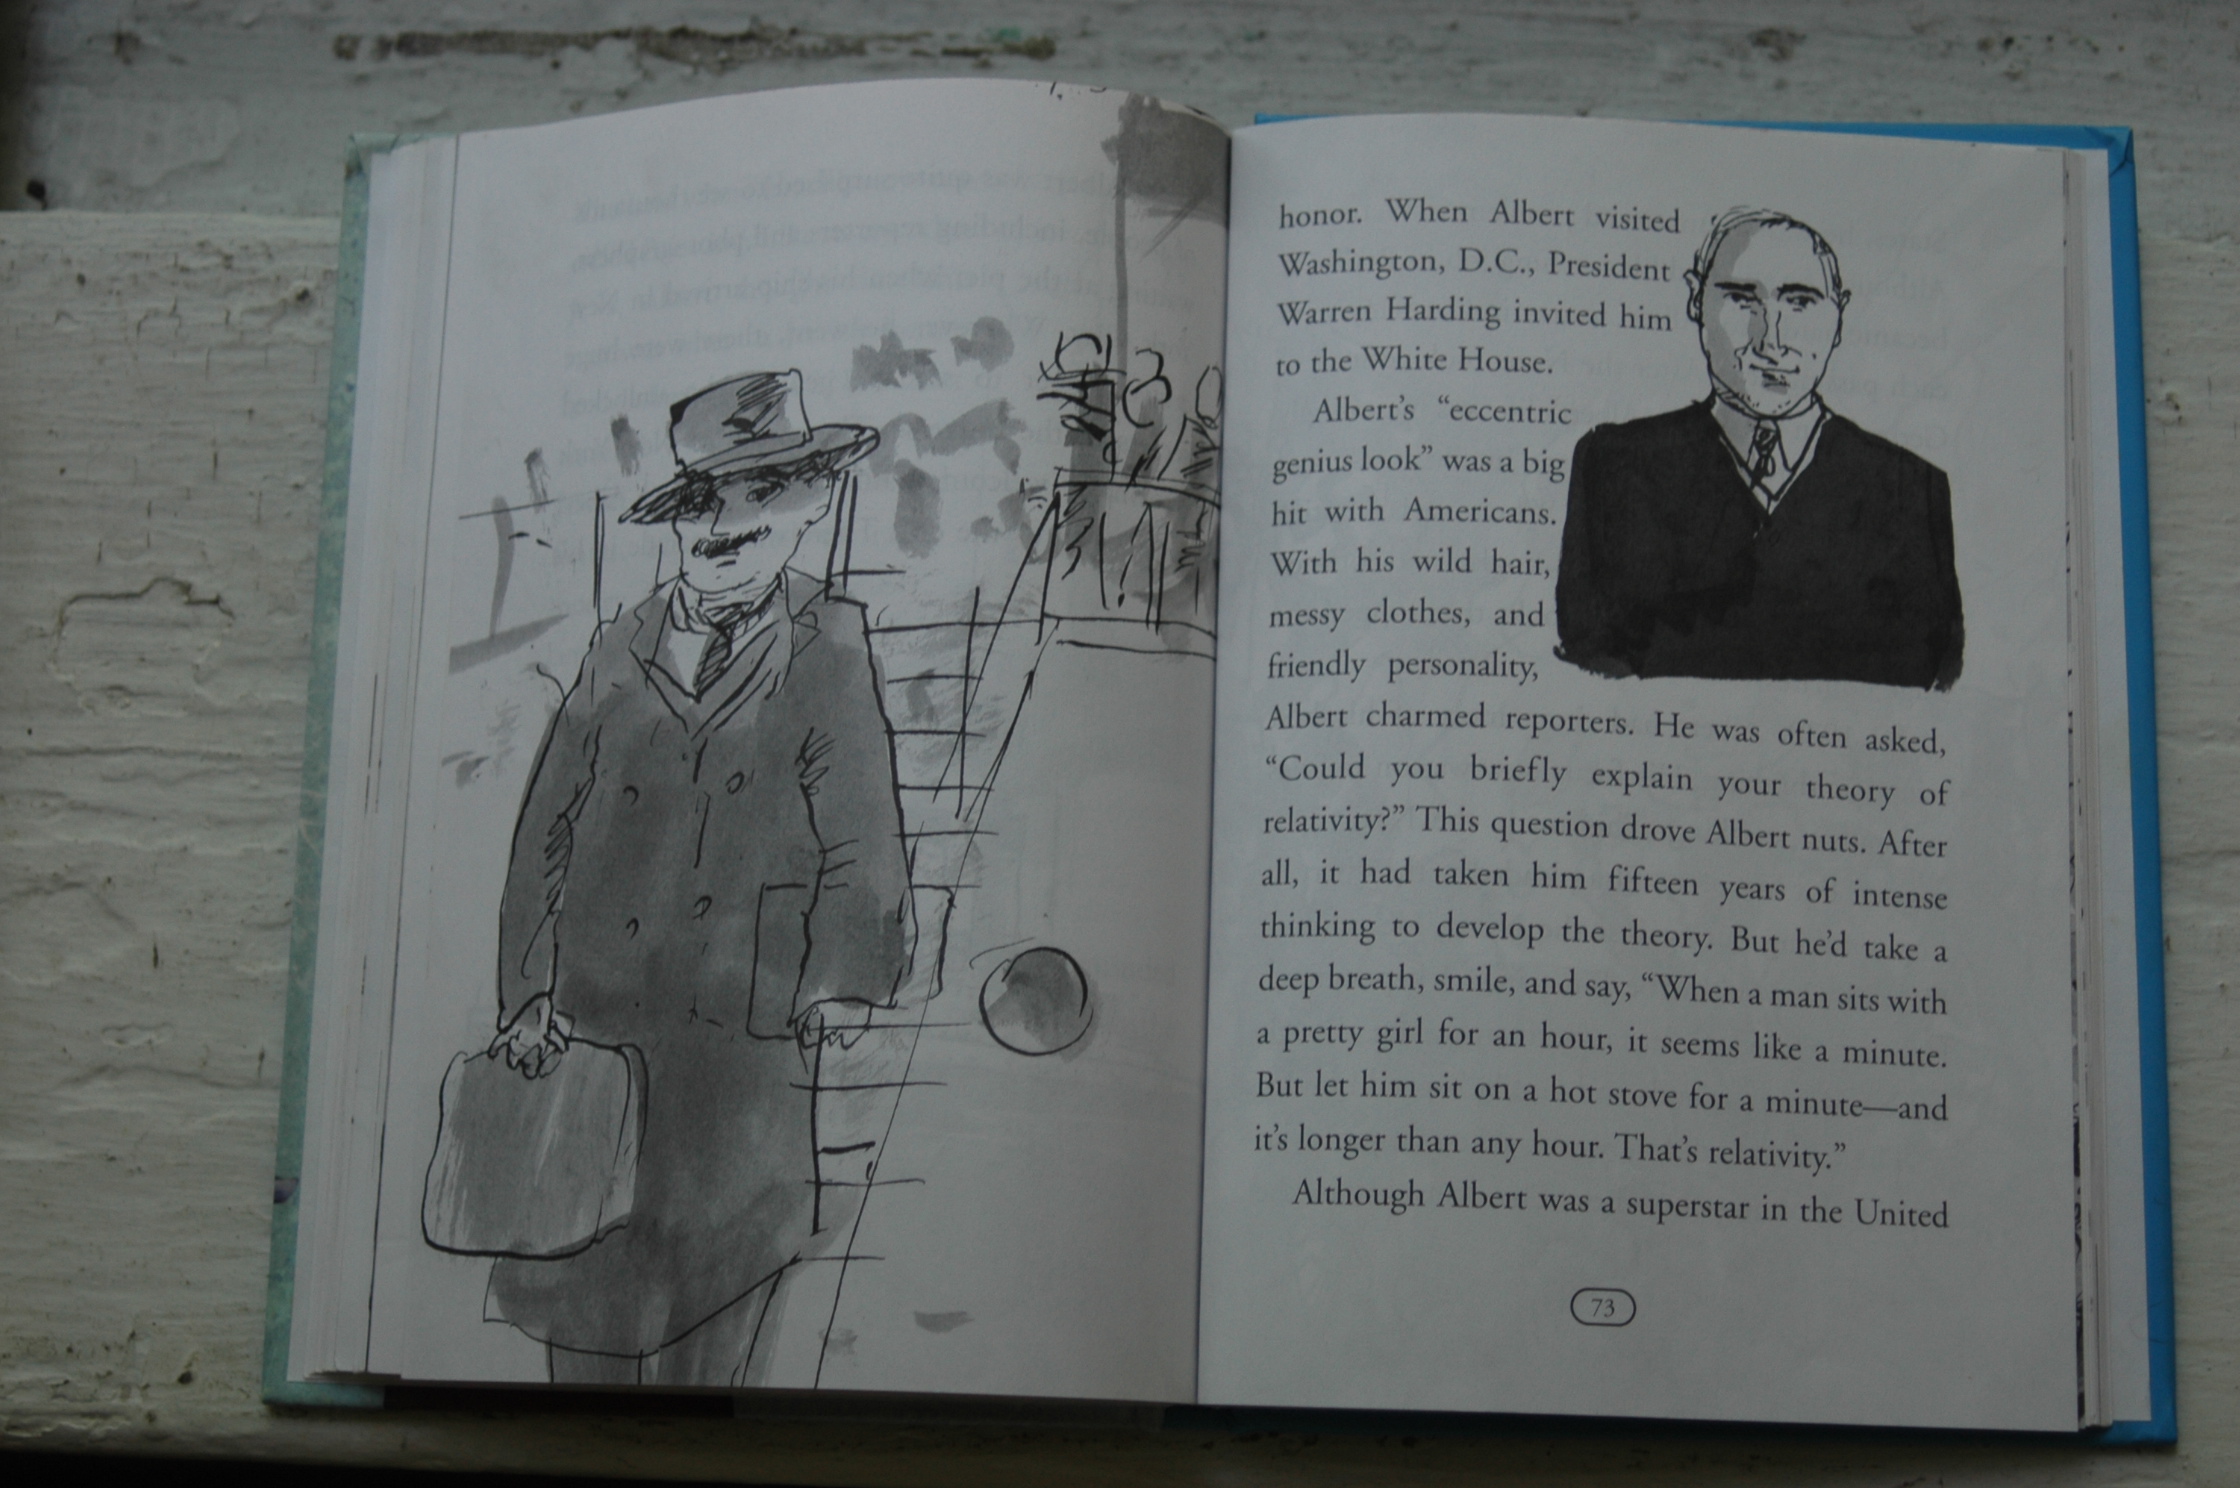 honor. When Albert visited
Washington, D.C., President
Warren Harding invited him
to the White House.
Albert's “eccentric
genius look” was a big
hit with Americans.
With his wild hair,
messy clothes, and
friendly personality,
Albert charmed reporters. He was often asked,
“Could you briefly explain your theory of
relativity?” This question drove Albert nuts. After
all, it had taken him fifteen years of intense
thinking to develop the theory. But he'd take a
deep breath, smile, and say, “When a man sits with
a pretty girl for an hour, it seems like a minute.
But let him sit on a hot stove for a minute—and
it's longer than any hour. That's relativity.”
Although Albert was a superstar in the United
73